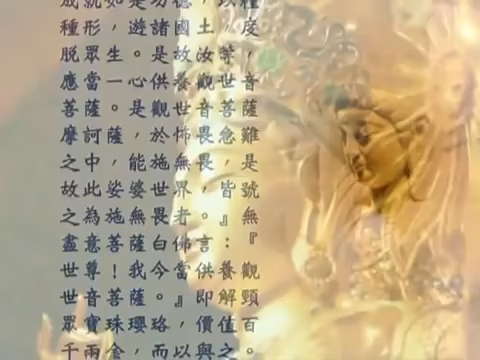 成就如是功德，以種
種形，遊諸國土，度
脫眾生。是故汝等，
應當一心供養觀世音
菩薩。是觀世音菩薩
摩訶薩，於怖畏急難
之中，能施無畏，是
故此娑婆世界，皆號
之為施無畏者。』無
盡意菩薩白佛言：『
世尊！我今當供養觀
世音菩薩。』即解頸
眾寶珠瓔珞，價值百
千兩金，而以與之。